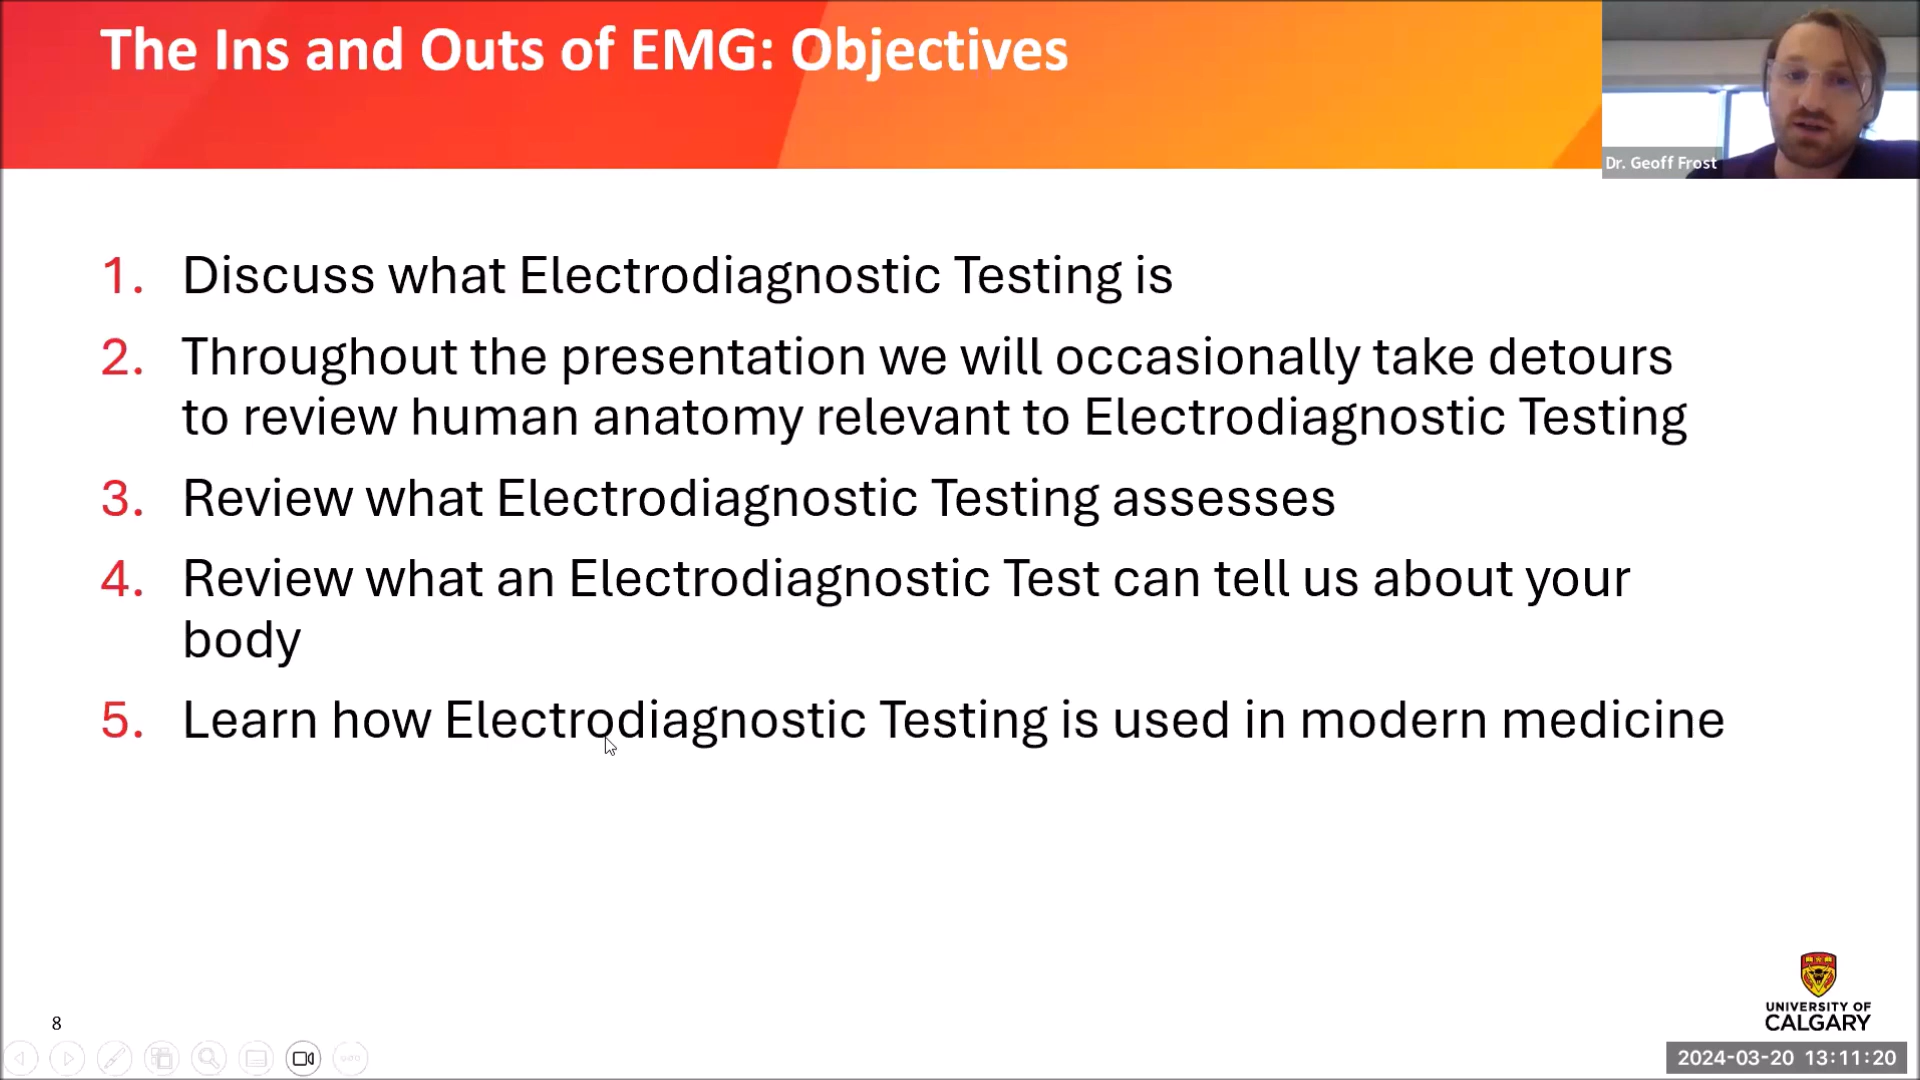 The Ins and Outs of EMG: Objectives
Dr. Geoff Frost
1. Discuss what Electrodiagnostic Testing is
2. Throughout the presentation we will occasionally take detours
to review human anatomy relevant to Electrodiagnostic Testing
3. Review what Electrodiagnostic Testing assesses
4. Review what an Electrodiagnostic Test can tell us about your
body
5. Learn how Electrodiagnostic Testing is used in modern medicine
UNIVERSITY OF
CALGARY
8
2024-03-20 13:11:20